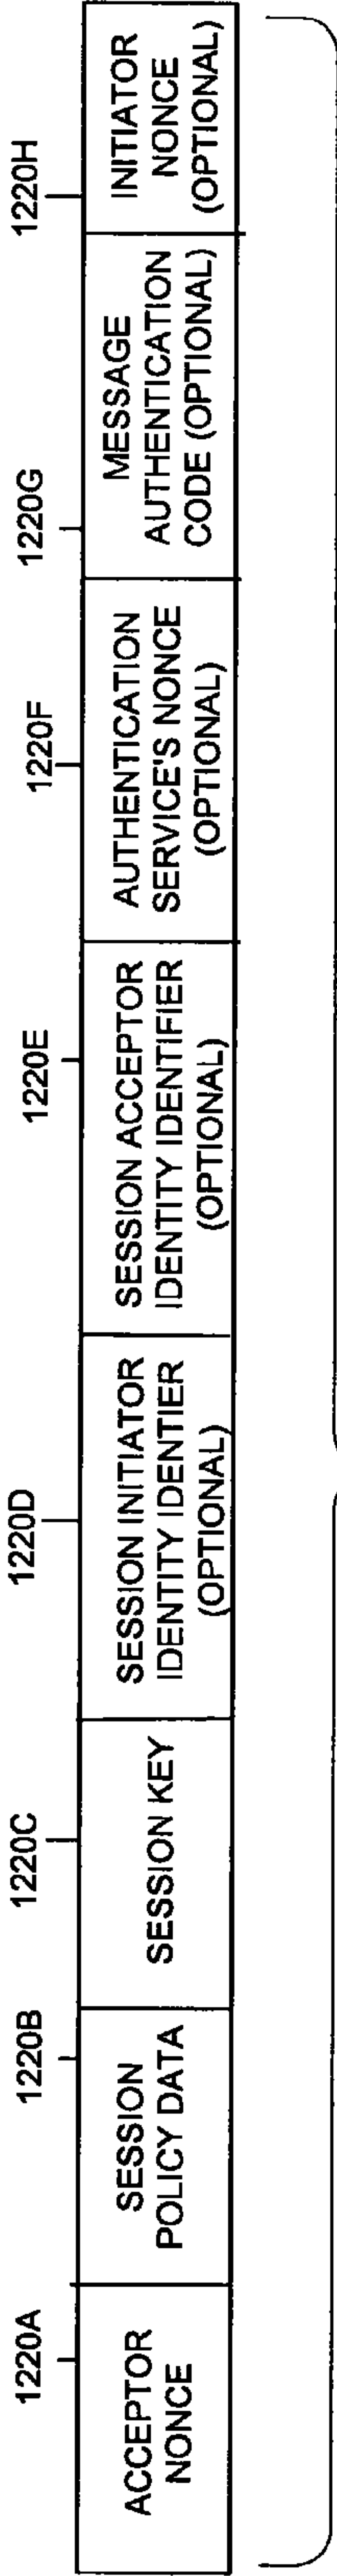 1220A
1220B
1220C
1220D
1220E
1220F
1220G
1220H
ACCEPTOR
NONCE
SESSION
POLICY DATA
SESSION KEY
SESSION INITIATOR
IDENTITY IDENTIER
(OPTIONAL)
SESSION ACCEPTOR
IDENTITY IDENTIFIER
(OPTIONAL)
AUTHENTICATION
SERVICE'S NONCE
(OPTIONAL)
MESSAGE
AUTHENTICATION
CODE (OPTIONAL)
INITIATOR
NONCE
(OPTIONAL)